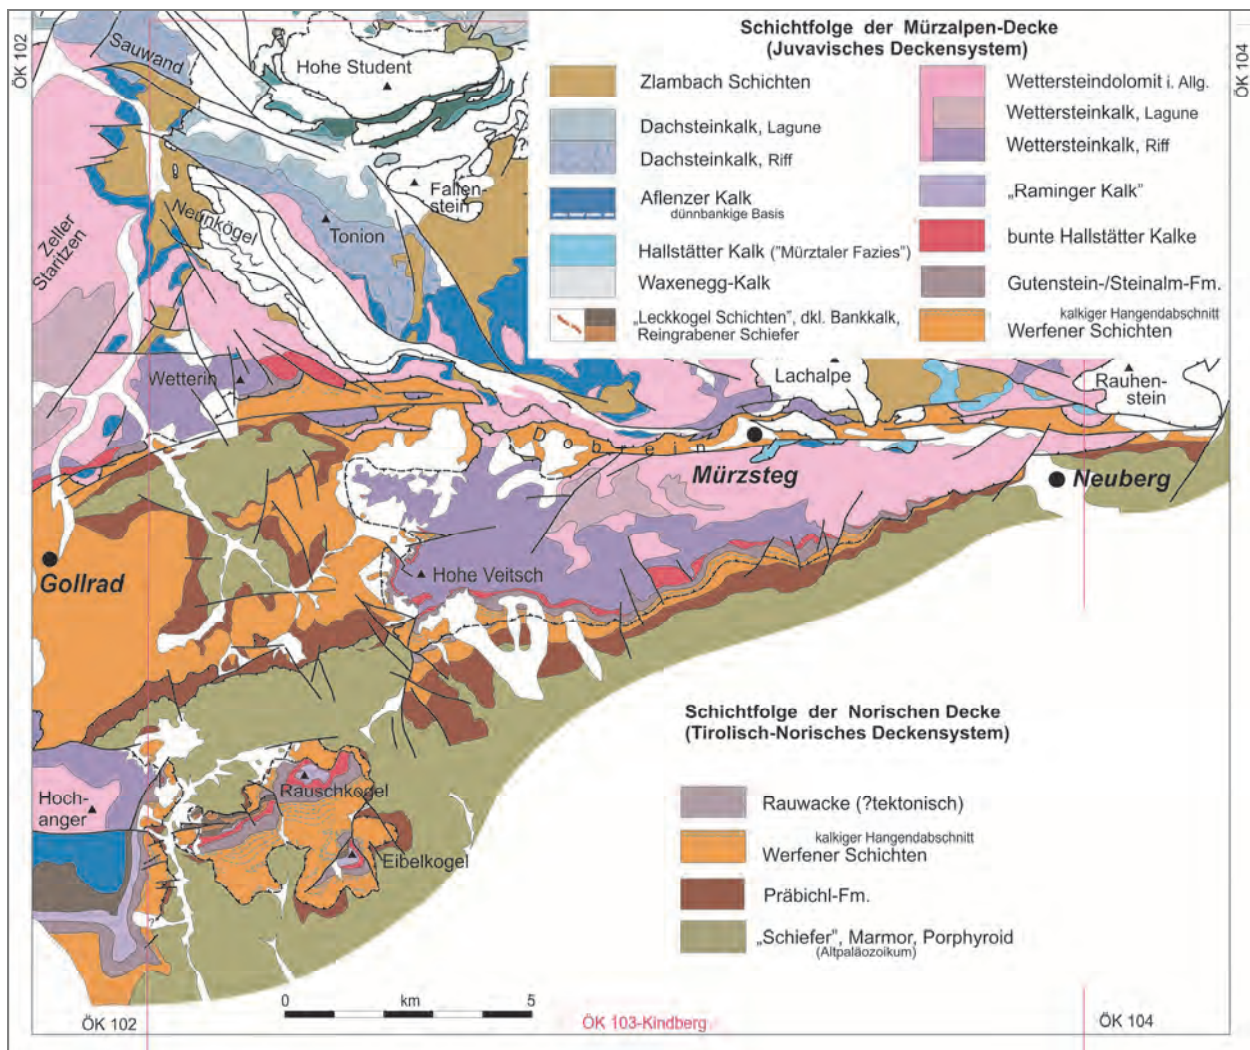 ÖK 102
ÖK 104
Schichtfolge der Mürzalpen-Decke
(Juvavisches Deckensystem)
Zlambach Schichten
Dachsteinkalk, Lagune
Dachsteinkalk, Riff
Aflenzer Kalk
dünnbankige Basis
Hallstätter Kalk ("Mürztaler Fazies")
Waxenegg-Kalk
„Leckkogel Schichten", dkl. Bankkalk,
Reingrabener Schiefer
Wettersteindolomit i. Allg.
Wettersteinkalk, Lagune
Wettersteinkalk, Riff
„Raminger Kalk"
bunte Hallstätter Kalke
Gutenstein-/Steinalm-Fm.
kalkiger Hangendabschnitt
Werfener Schichten
Sauwand
Hohe Student
Fallen-
stein
Tonion
Neunkögel
Zeller
Staritzen
Wetterin
Lachalpe
Rauhen-
stein
Dobrein
Mürzsteg
Neuberg
Gollrad
Hohe Veitsch
Hoch-
anger
Rauschkogel
Eibelkogel
?
Schichtfolge der Norischen Decke
(Tirolisch-Norisches Deckensystem)
Rauwacke (?tektonisch)
kalkiger Hangendabschnitt
Werfener Schichten
Präbichl-Fm.
„Schiefer", Marmor, Porphyroid
(Altpaläozoikum)
0 km 5
ÖK 102
ÖK 103-Kindberg
ÖK 104